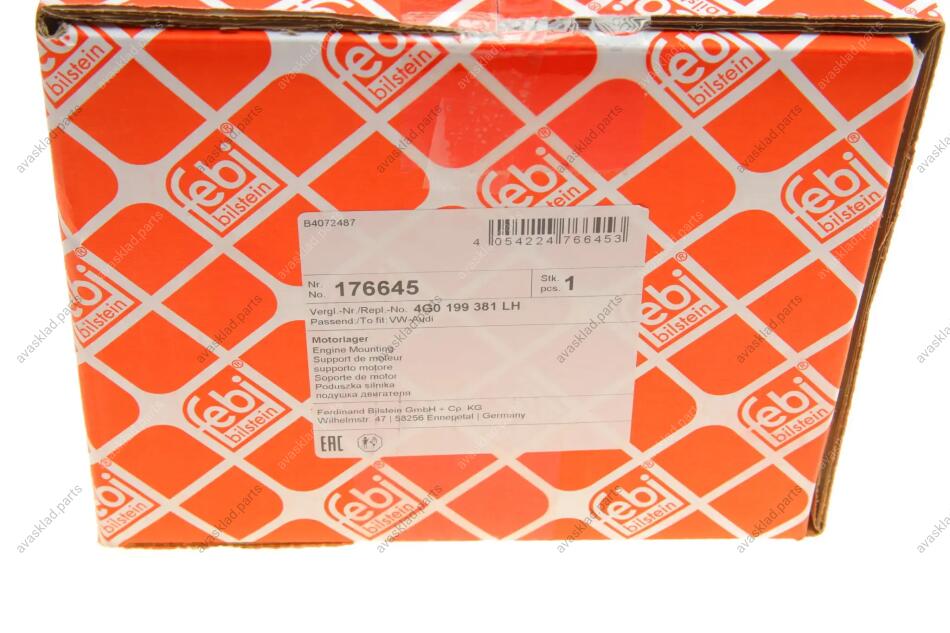 febi
bilstein
B4072487
4 054224 766453
Nr.
No. 176645
Stk.
pcs. 1
Vergl.-Nr./Repl.-No. 4G0 199 381 LH
Passend./To fit: VW-Audi
Motorlager
Engine Mounting
Support de moteur
supporto motore
Soporte de motor
Poduszka silnika
подушка двигателя
Ferdinand Bilstein GmbH + Co. KG
Wilhelmstr. 47 | 58256 Ennepetal | Germany
EAC
avasklad.parts